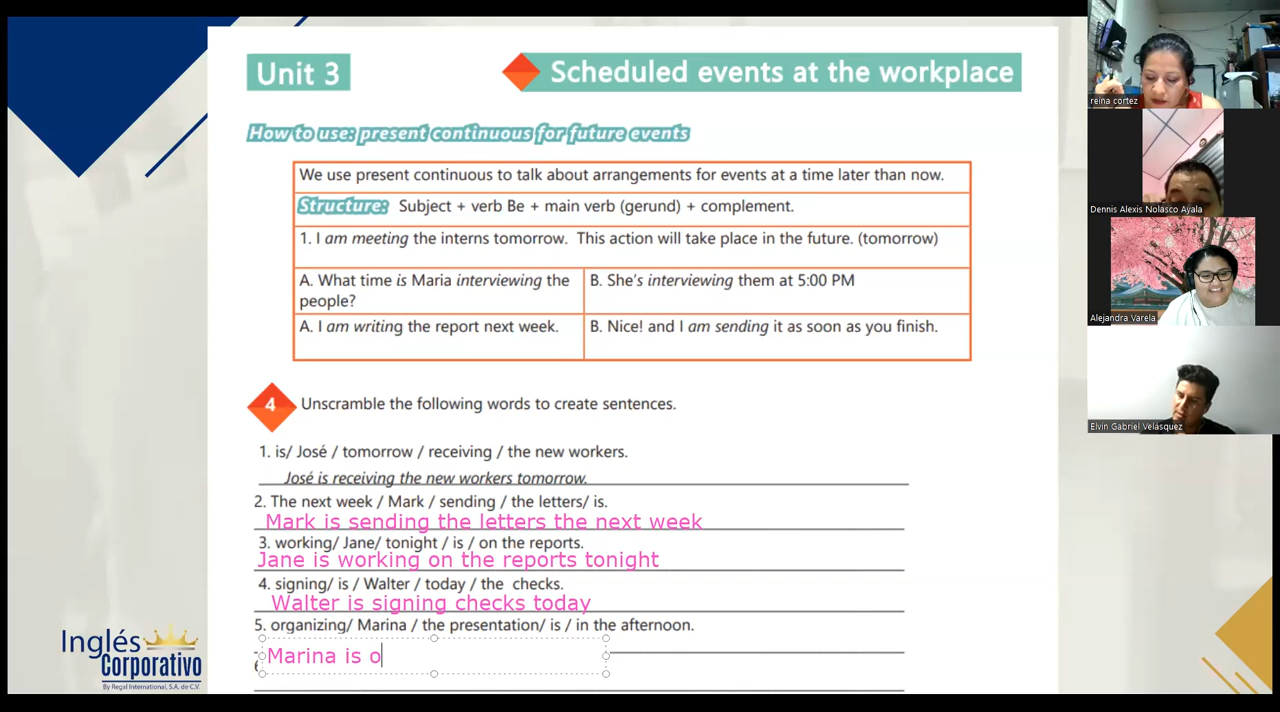 Unit 3
Scheduled events at the workplace
How to use: present continuous for future events
We use present continuous to talk about arrangements for events at a time later than now.
Structure: Subject + verb Be + main verb (gerund) + complement.
1. I am meeting the interns tomorrow. This action will take place in the future. (tomorrow)
A. What time is Maria interviewing the people?
B. She's interviewing them at 5:00 PM
A. I am writing the report next week.
B. Nice! and I am sending it as soon as you finish.
4 Unscramble the following words to create sentences.
1. is/ José / tomorrow / receiving / the new workers.
José is receiving the new workers tomorrow.
2. The next week / Mark / sending / the letters/ is.
Mark is sending the letters the next week
3. working/ Jane/ tonight / is / on the reports.
Jane is working on the reports tonight
4. signing/ is / Walter / today / the checks.
Walter is signing checks today
5. organizing/ Marina / the presentation/ is / in the afternoon.
Marina is o
Inglés
Corporativo
By Regal International, S.A. de C.V.
reina cortez
Dennis Alexis Nolasco Ayala
Alejandra Varela
Elvin Gabriel Velásquez